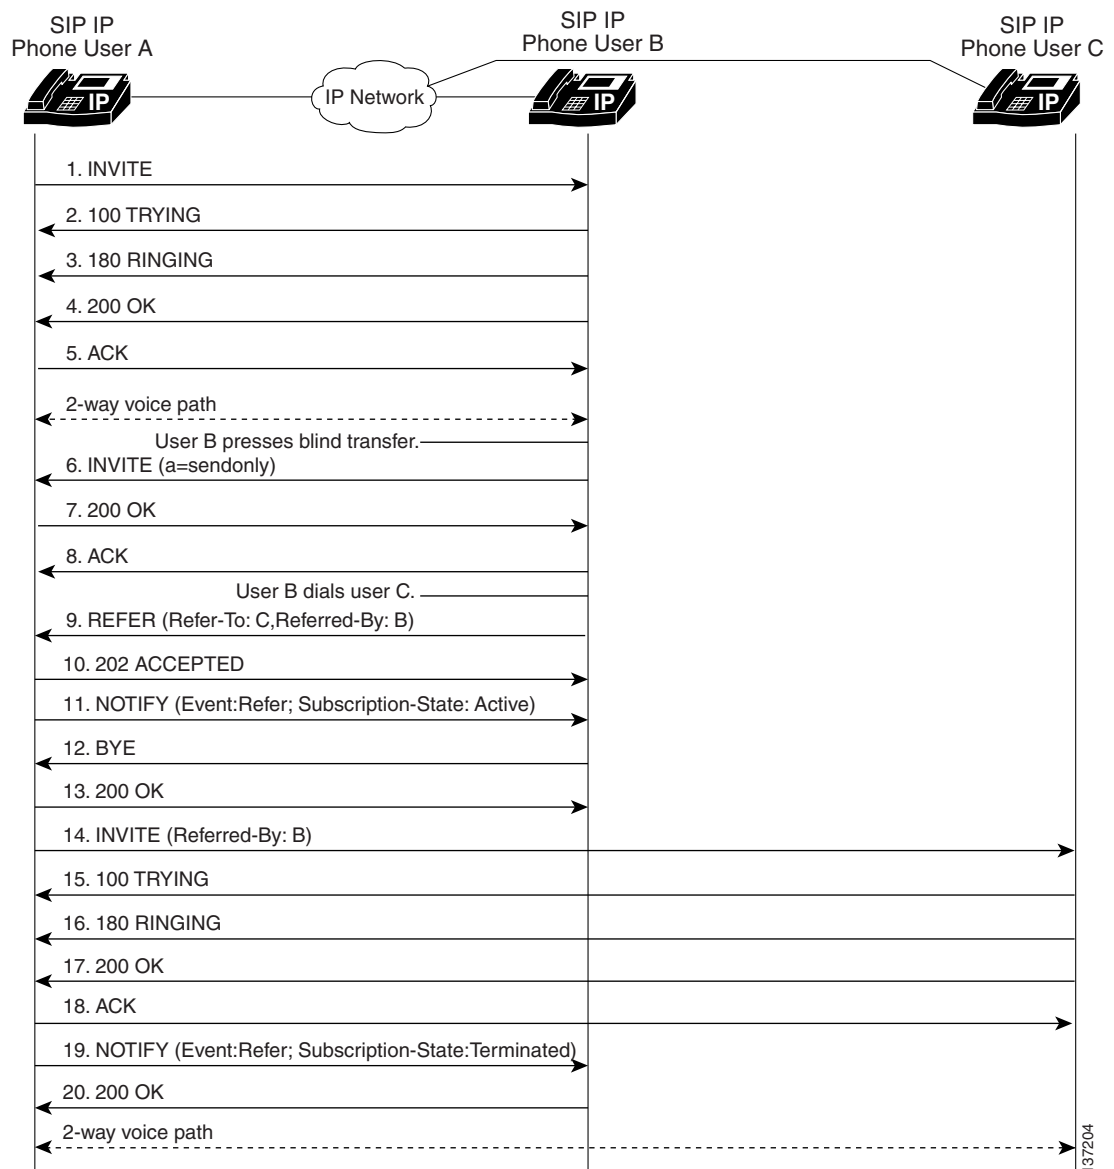 SIP IP
Phone User A
SIP IP
Phone User B
SIP IP
Phone User C
IP
IP Network
IP
IP
1. INVITE
2. 100 TRYING
3. 180 RINGING
4. 200 OK
5. ACK
2-way voice path
User B presses blind transfer.
6. INVITE (a=sendonly)
7. 200 OK
8. ACK
User B dials user C.
9. REFER (Refer-To: C,Referred-By: B)
10. 202 ACCEPTED
11. NOTIFY (Event:Refer; Subscription-State: Active)
12. BYE
13. 200 OK
14. INVITE (Referred-By: B)
15. 100 TRYING
16. 180 RINGING
17. 200 OK
18. ACK
19. NOTIFY (Event:Refer; Subscription-State:Terminated)
20. 200 OK
2-way voice path
137204